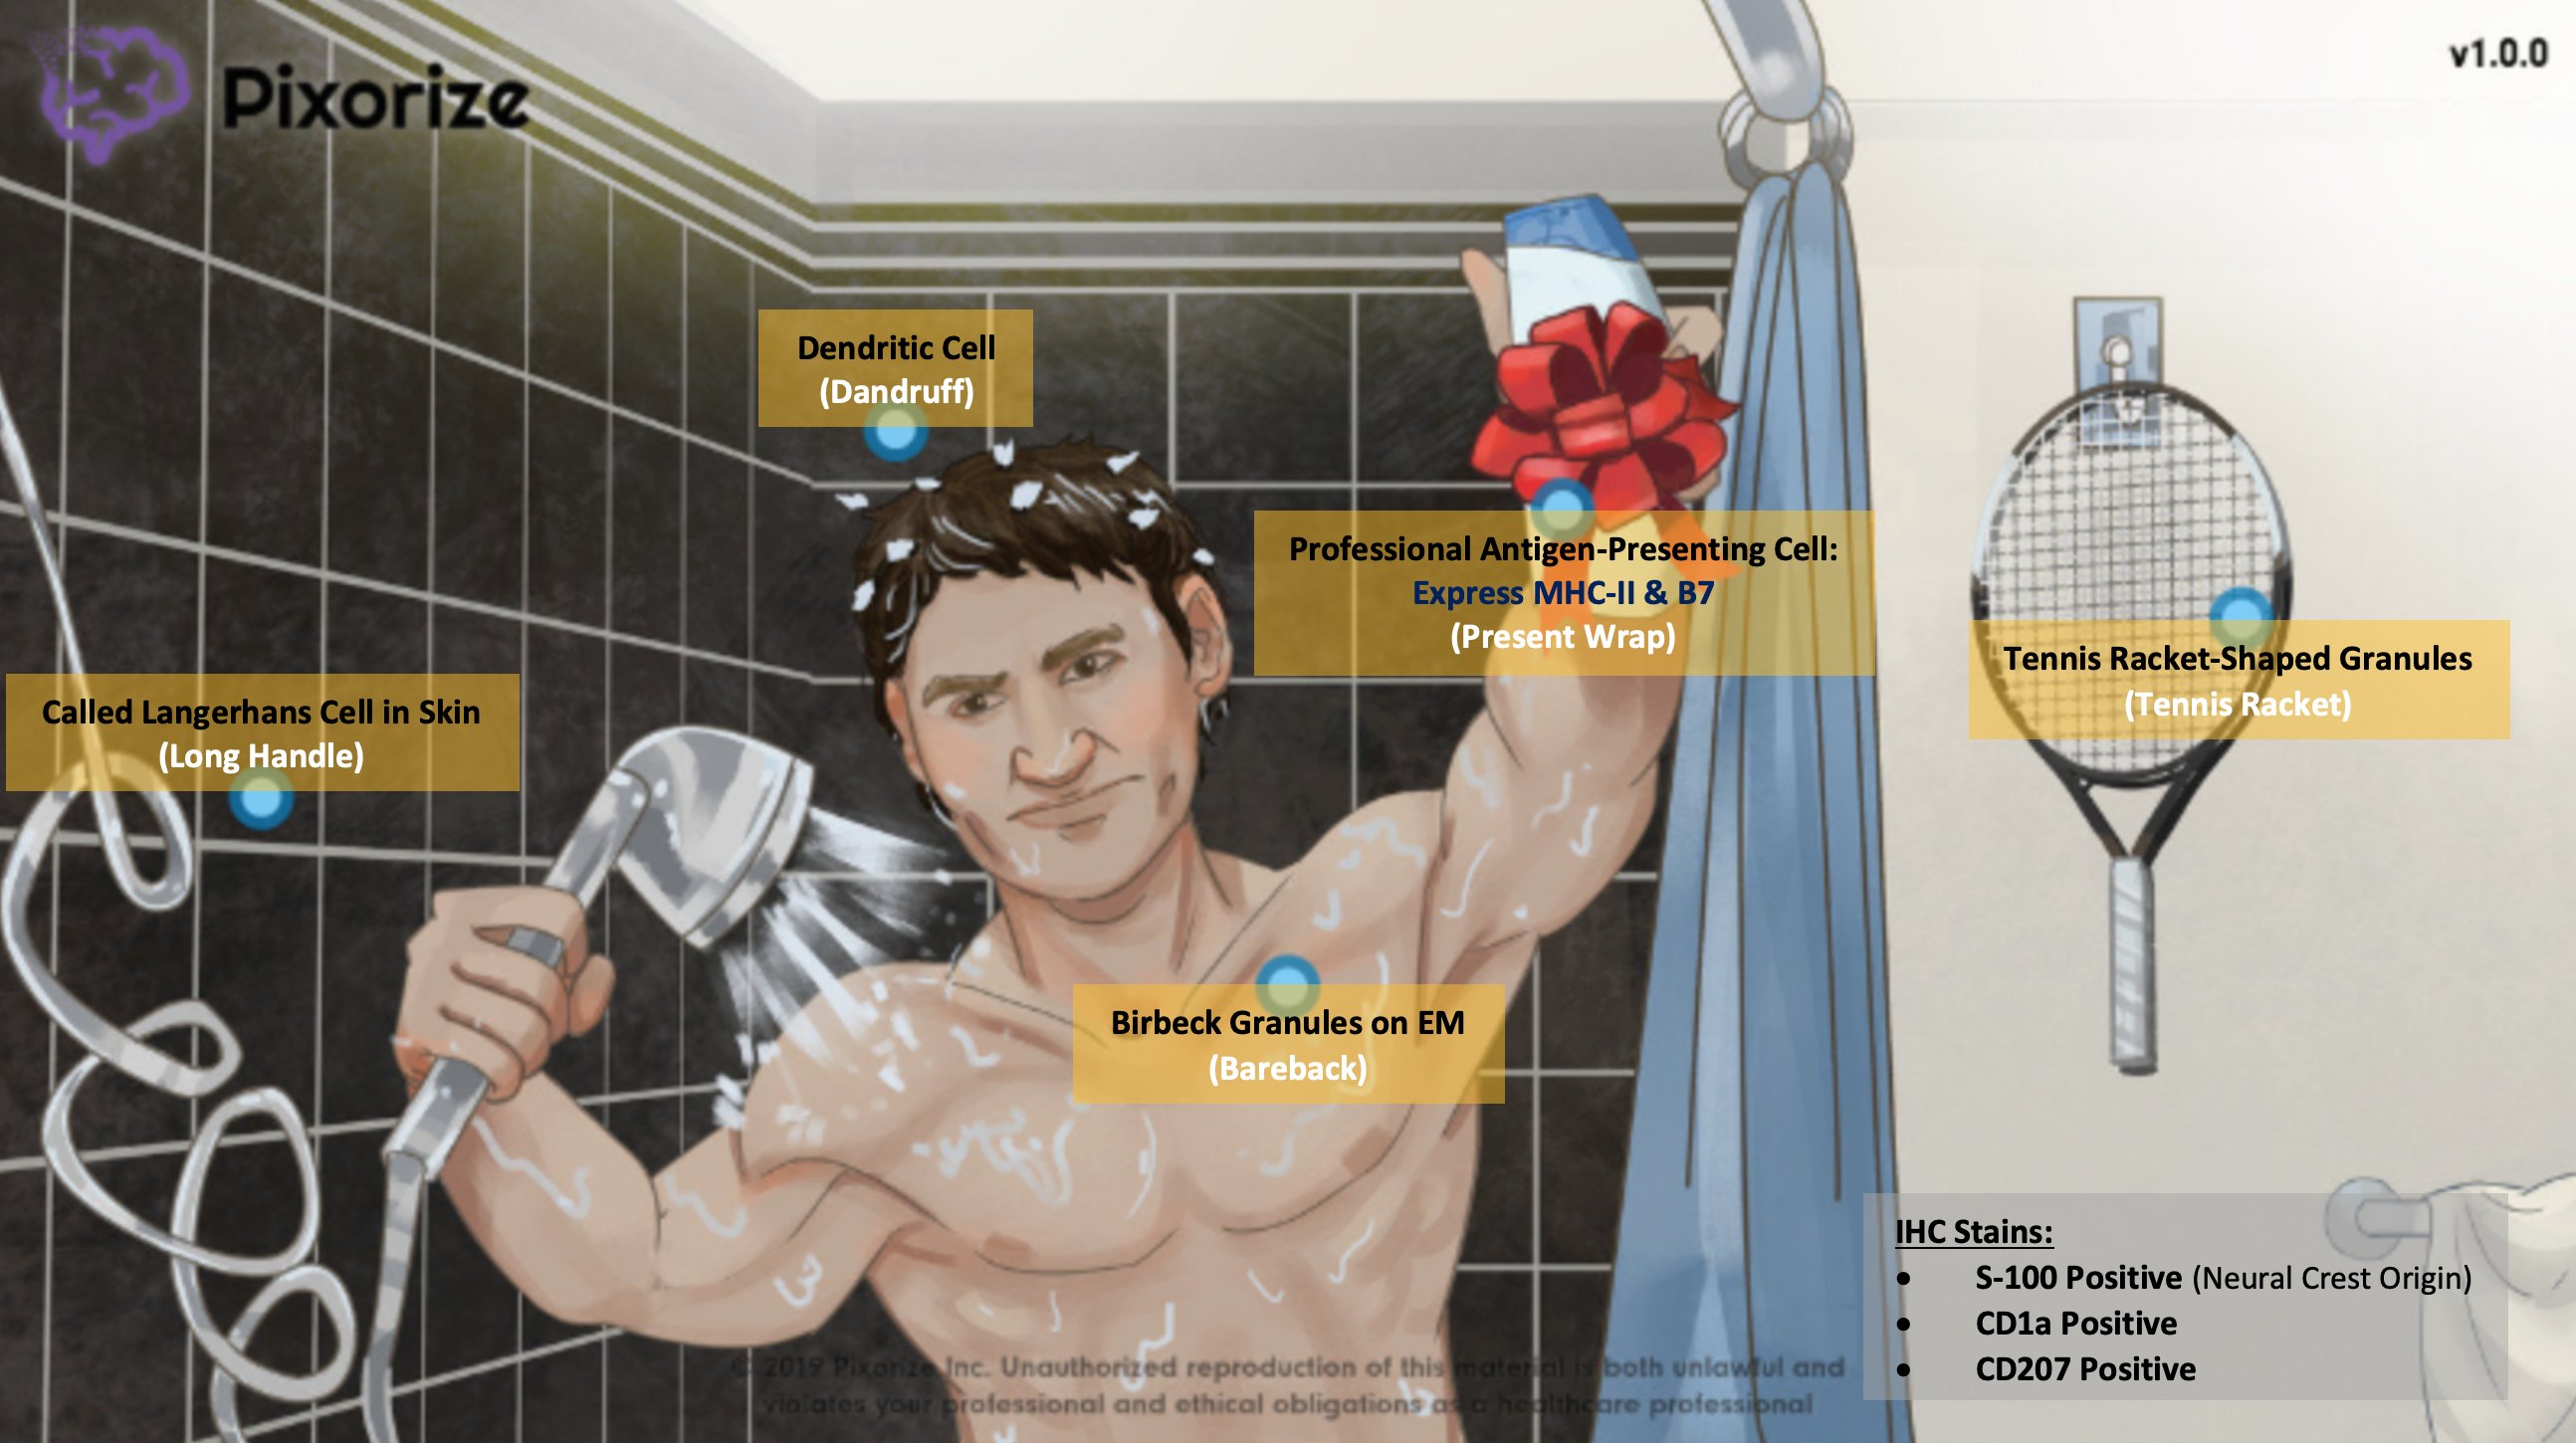 Pixorize
v1.0.0
Dendritic Cell
(Dandruff)
Professional Antigen-Presenting Cell:
Express MHC-II & B7
(Present Wrap)
Tennis Racket-Shaped Granules
(Tennis Racket)
Called Langerhans Cell in Skin
(Long Handle)
Birbeck Granules on EM
(Bareback)
IHC Stains:
• S-100 Positive (Neural Crest Origin)
• CD1a Positive
• CD207 Positive
© 2019 Pixorize Inc. Unauthorized reproduction of this material is both unlawful and
violates your professional and ethical obligations as a healthcare professional